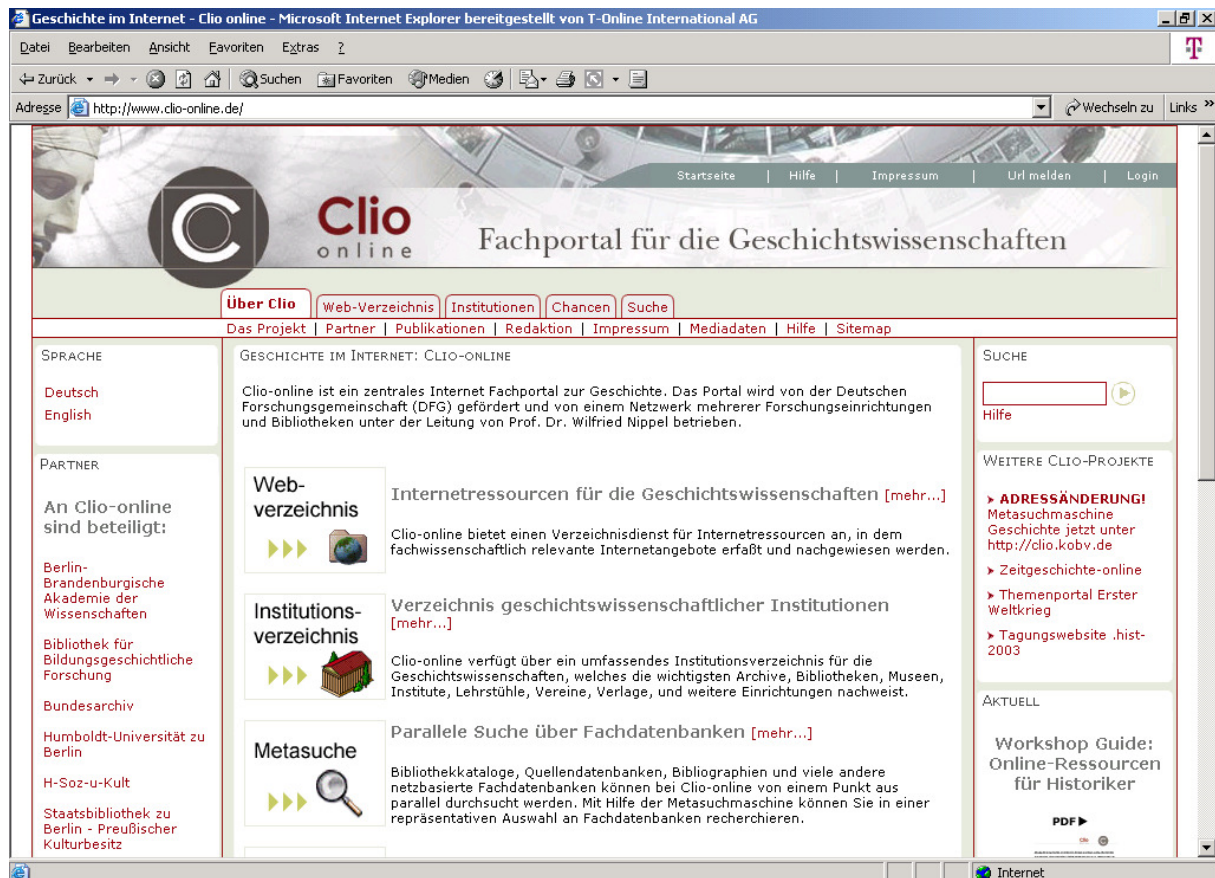 Geschichte im Internet - Clio online - Microsoft Internet Explorer bereitgestellt von T-Online International AG
Datei Bearbeiten Ansicht Favoriten Extras ?
Zurück Suchen Favoriten Medien
Adresse http://www.clio-online.de/ Wechseln zu Links »
Startseite | Hilfe | Impressum | Url melden | Login
C
Clio
online
Fachportal für die Geschichtswissenschaften
Über Clio Web-Verzeichnis Institutionen Chancen Suche
Das Projekt | Partner | Publikationen | Redaktion | Impressum | Mediadaten | Hilfe | Sitemap
SPRACHE
Deutsch
English
PARTNER
An Clio-online
sind beteiligt:
Berlin-
Brandenburgische
Akademie der
Wissenschaften
Bibliothek für
Bildungsgeschichtliche
Forschung
Bundesarchiv
Humboldt-Universität zu
Berlin
H-Soz-u-Kult
Staatsbibliothek zu
Berlin - Preußischer
Kulturbesitz
GESCHICHTE IM INTERNET: CLIO-ONLINE
Clio-online ist ein zentrales Internet Fachportal zur Geschichte. Das Portal wird von der Deutschen
Forschungsgemeinschaft (DFG) gefördert und von einem Netzwerk mehrerer Forschungseinrichtungen
und Bibliotheken unter der Leitung von Prof. Dr. Wilfried Nippel betrieben.
Web-
verzeichnis
Internetressourcen für die Geschichtswissenschaften [mehr...]
Clio-online bietet einen Verzeichnisdienst für Internetressourcen an, in dem
fachwissenschaftlich relevante Internetangebote erfaßt und nachgewiesen werden.
Institutions-
verzeichnis
Verzeichnis geschichtswissenschaftlicher Institutionen
[mehr...]
Clio-online verfügt über ein umfassendes Institutionsverzeichnis für die
Geschichtswissenschaften, welches die wichtigsten Archive, Bibliotheken, Museen,
Institute, Lehrstühle, Vereine, Verlage, und weitere Einrichtungen nachweist.
Metasuche
Parallele Suche über Fachdatenbanken [mehr...]
Bibliothekkataloge, Quellendatenbanken, Bibliographien und viele andere
netzbasierte Fachdatenbanken können bei Clio-online von einem Punkt aus
parallel durchsucht werden. Mit Hilfe der Metasuchmaschine können Sie in einer
repräsentativen Auswahl an Fachdatenbanken recherchieren.
SUCHE
Hilfe
WEITERE CLIO-PROJEKTE
ADRESSÄNDERUNG!
Metasuchmaschine
Geschichte jetzt unter
http://clio.kobv.de
Zeitgeschichte-online
Themenportal Erster
Weltkrieg
Tagungswebsite .hist-
2003
AKTUELL
Workshop Guide:
Online-Ressourcen
für Historiker
PDF
Internet